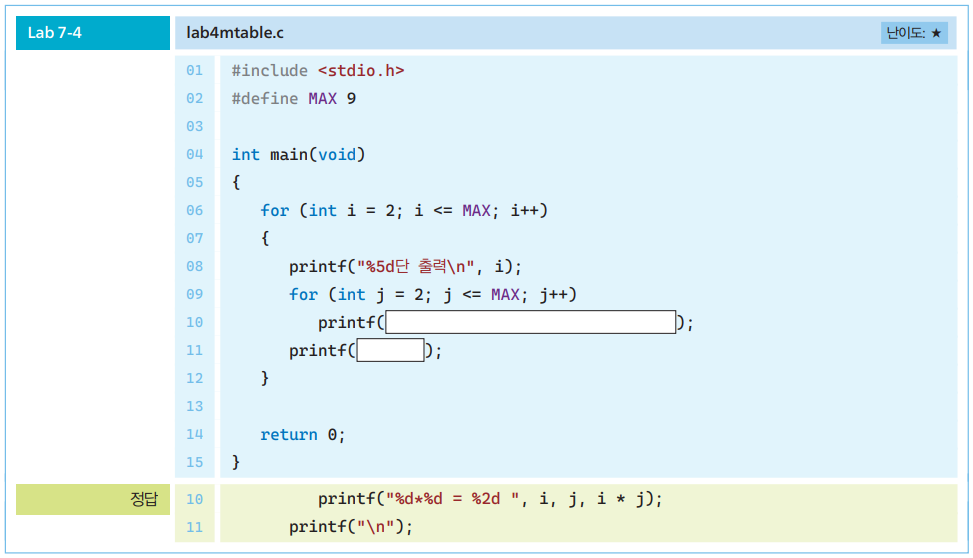 Lab 7-4 lab4mtable.c 난이도: ★
01 #include <stdio.h>
02 #define MAX 9
03
04 int main(void)
05 {
06 for (int i = 2; i <= MAX; i++)
07 {
08 printf("%5d단 출력\n", i);
09 for (int j = 2; j <= MAX; j++)
10 printf( );
11 printf( );
12 }
13
14 return 0;
15 }
정답 10 printf("%d*%d = %2d ", i, j, i * j);
11 printf("\n");